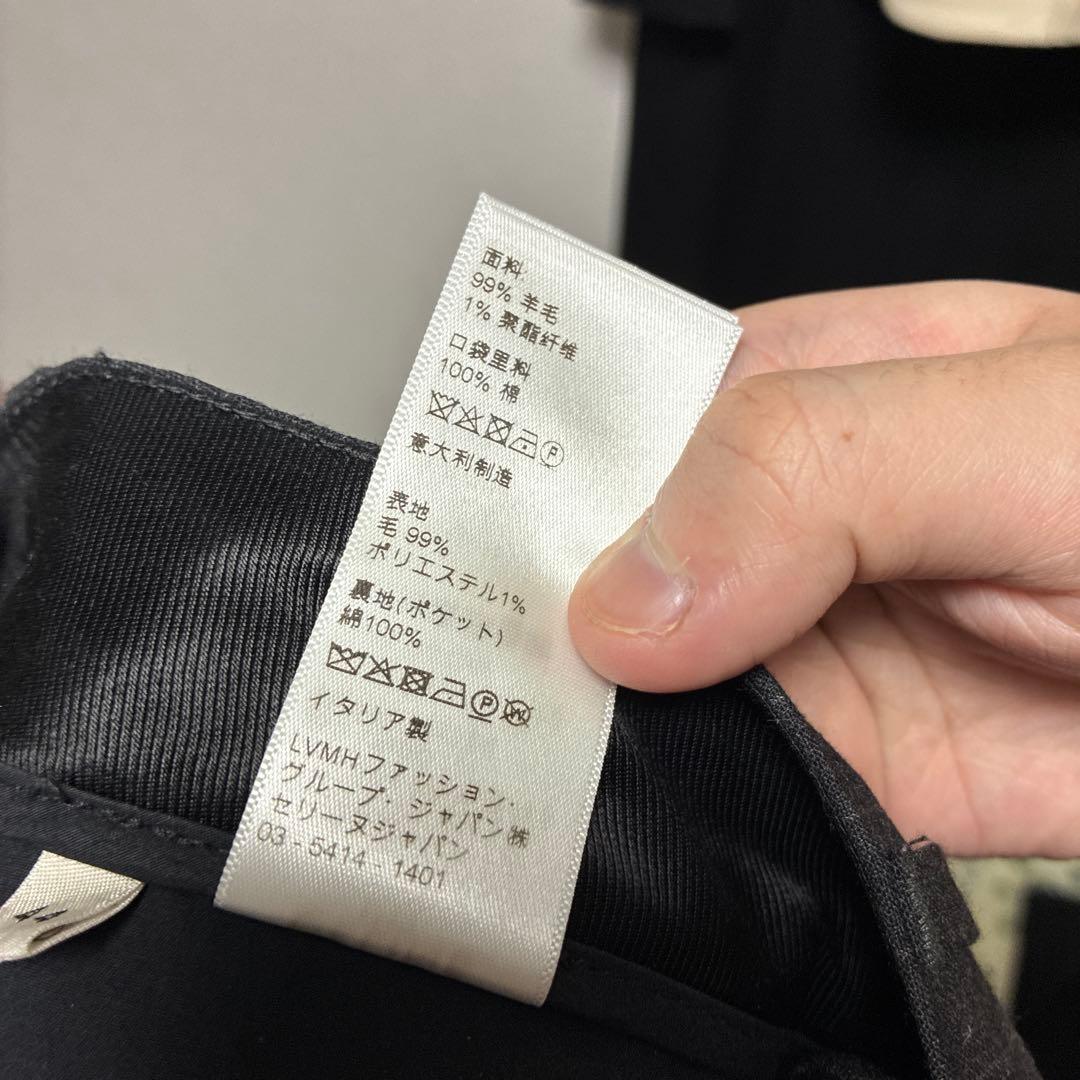 面料
99% 羊毛
1% 聚酯纤维
口袋里料
100% 棉
P
意大利制造
表地
毛 99%
ポリエステル1%
裏地(ポケット)
綿100%
P W
イタリア製
LVMHファッション・
グループ・ジャパン㈱
セリーヌジャパン
03 - 5414 - 1401
44